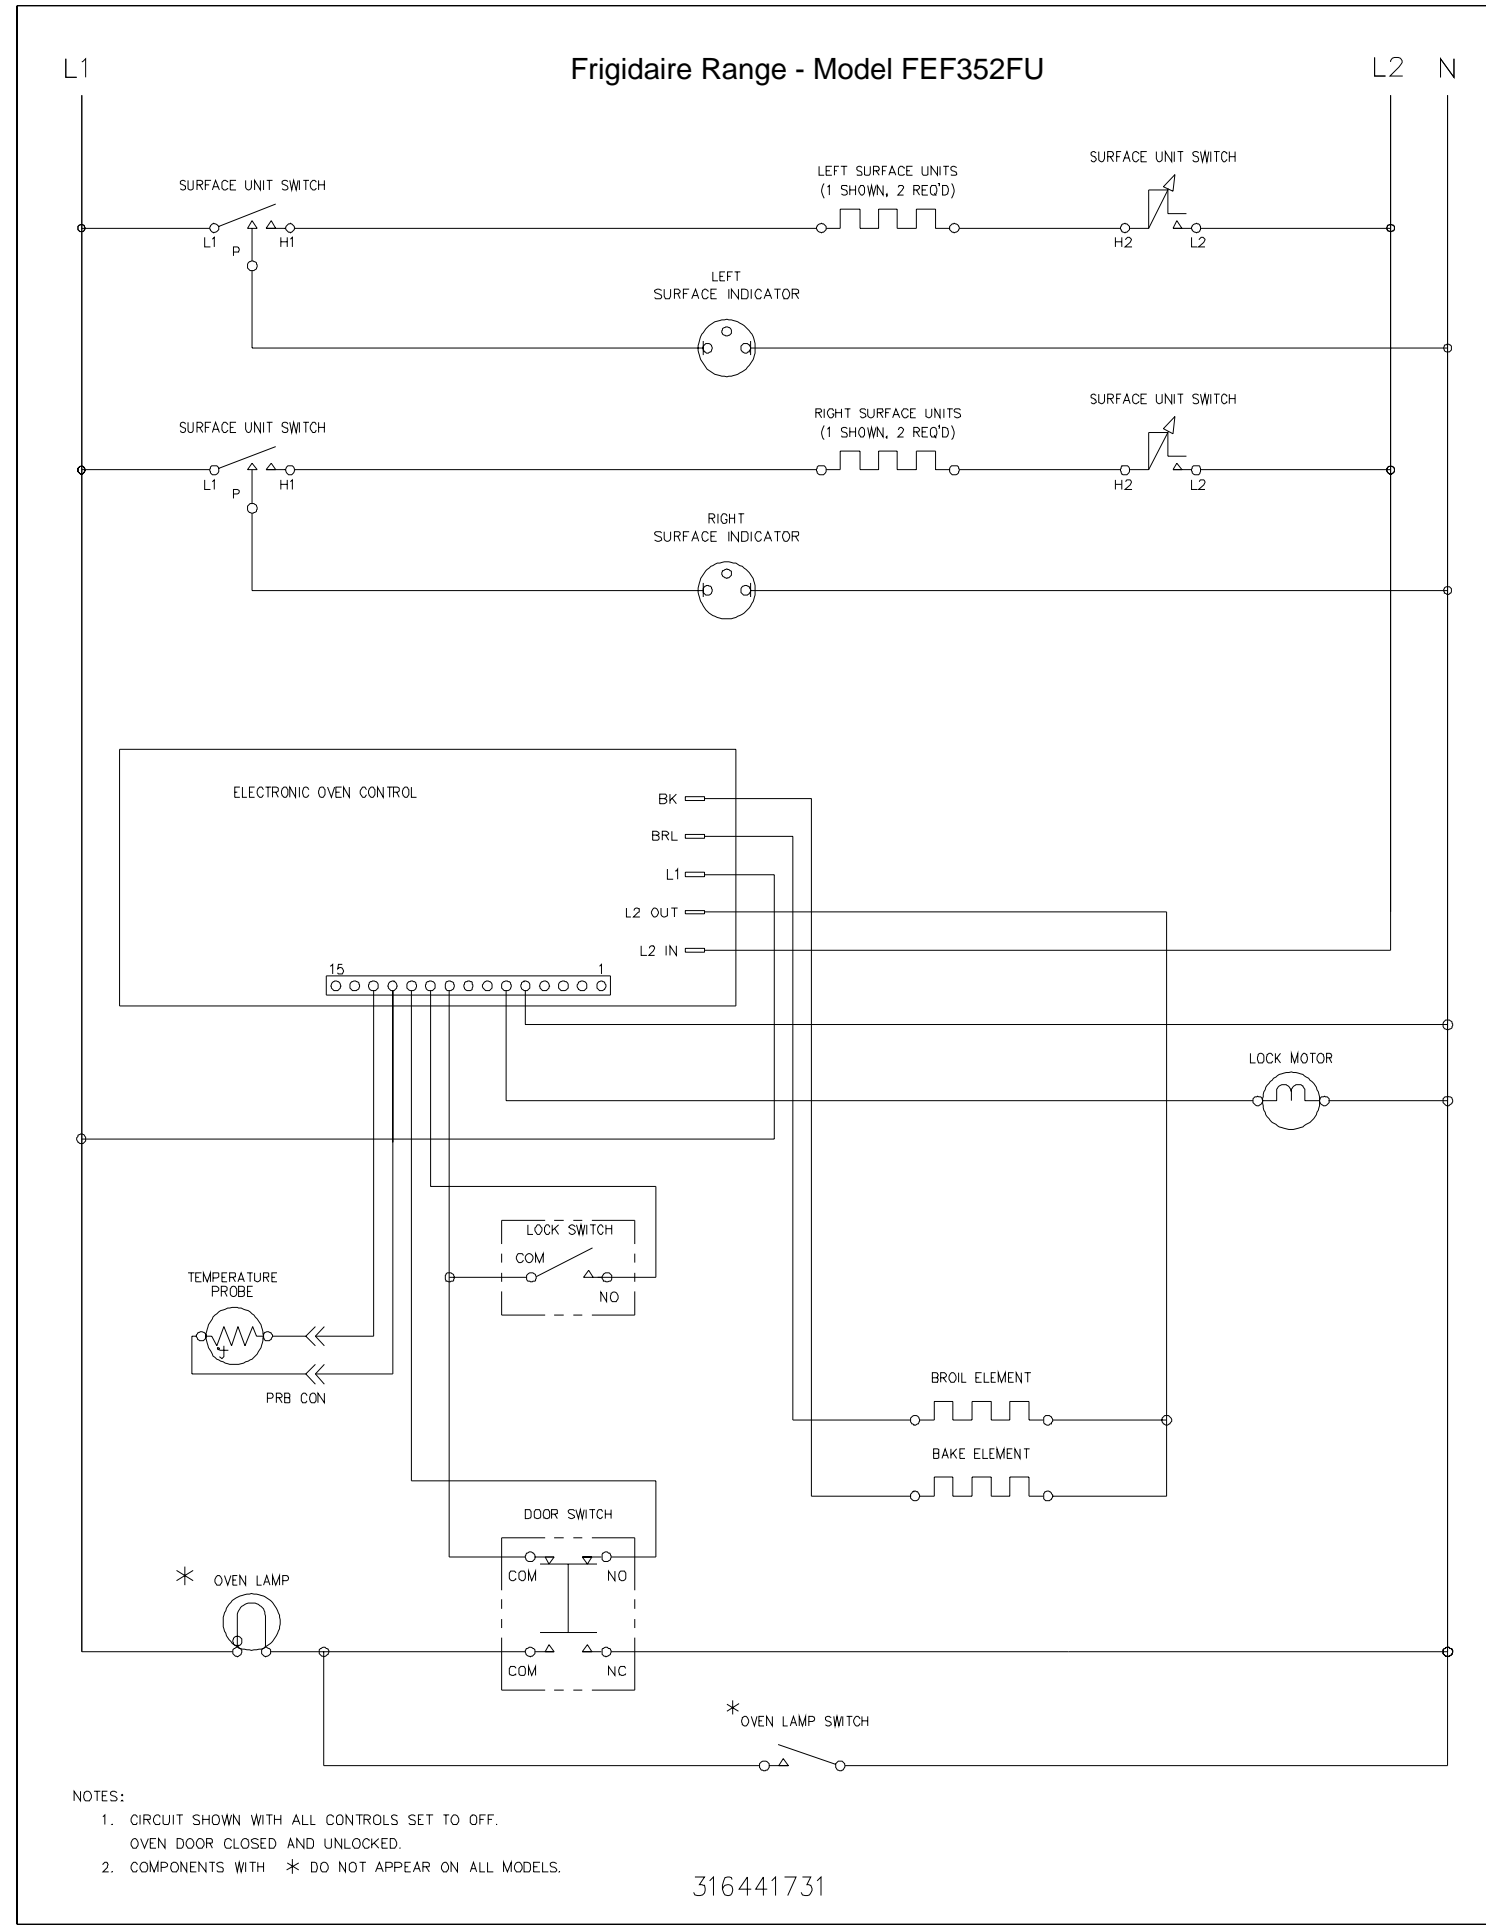 Frigidaire Range - Model FEF352FU
L1
L2 N
SURFACE UNIT SWITCH
LEFT SURFACE UNITS
(1 SHOWN, 2 REQ'D)
SURFACE UNIT SWITCH
L1
P
H1
H2
L2
LEFT
SURFACE INDICATOR
SURFACE UNIT SWITCH
RIGHT SURFACE UNITS
(1 SHOWN, 2 REQ'D)
SURFACE UNIT SWITCH
L1
P
H1
H2
L2
RIGHT
SURFACE INDICATOR
ELECTRONIC OVEN CONTROL
BK
BRL
L1
L2 OUT
L2 IN
15
1
LOCK MOTOR
LOCK SWITCH
COM
NO
TEMPERATURE
PROBE
PRB CON
BROIL ELEMENT
BAKE ELEMENT
DOOR SWITCH
COM
NO
* OVEN LAMP
COM
NC
* OVEN LAMP SWITCH
NOTES:
1. CIRCUIT SHOWN WITH ALL CONTROLS SET TO OFF.
OVEN DOOR CLOSED AND UNLOCKED.
2. COMPONENTS WITH * DO NOT APPEAR ON ALL MODELS.
316441731